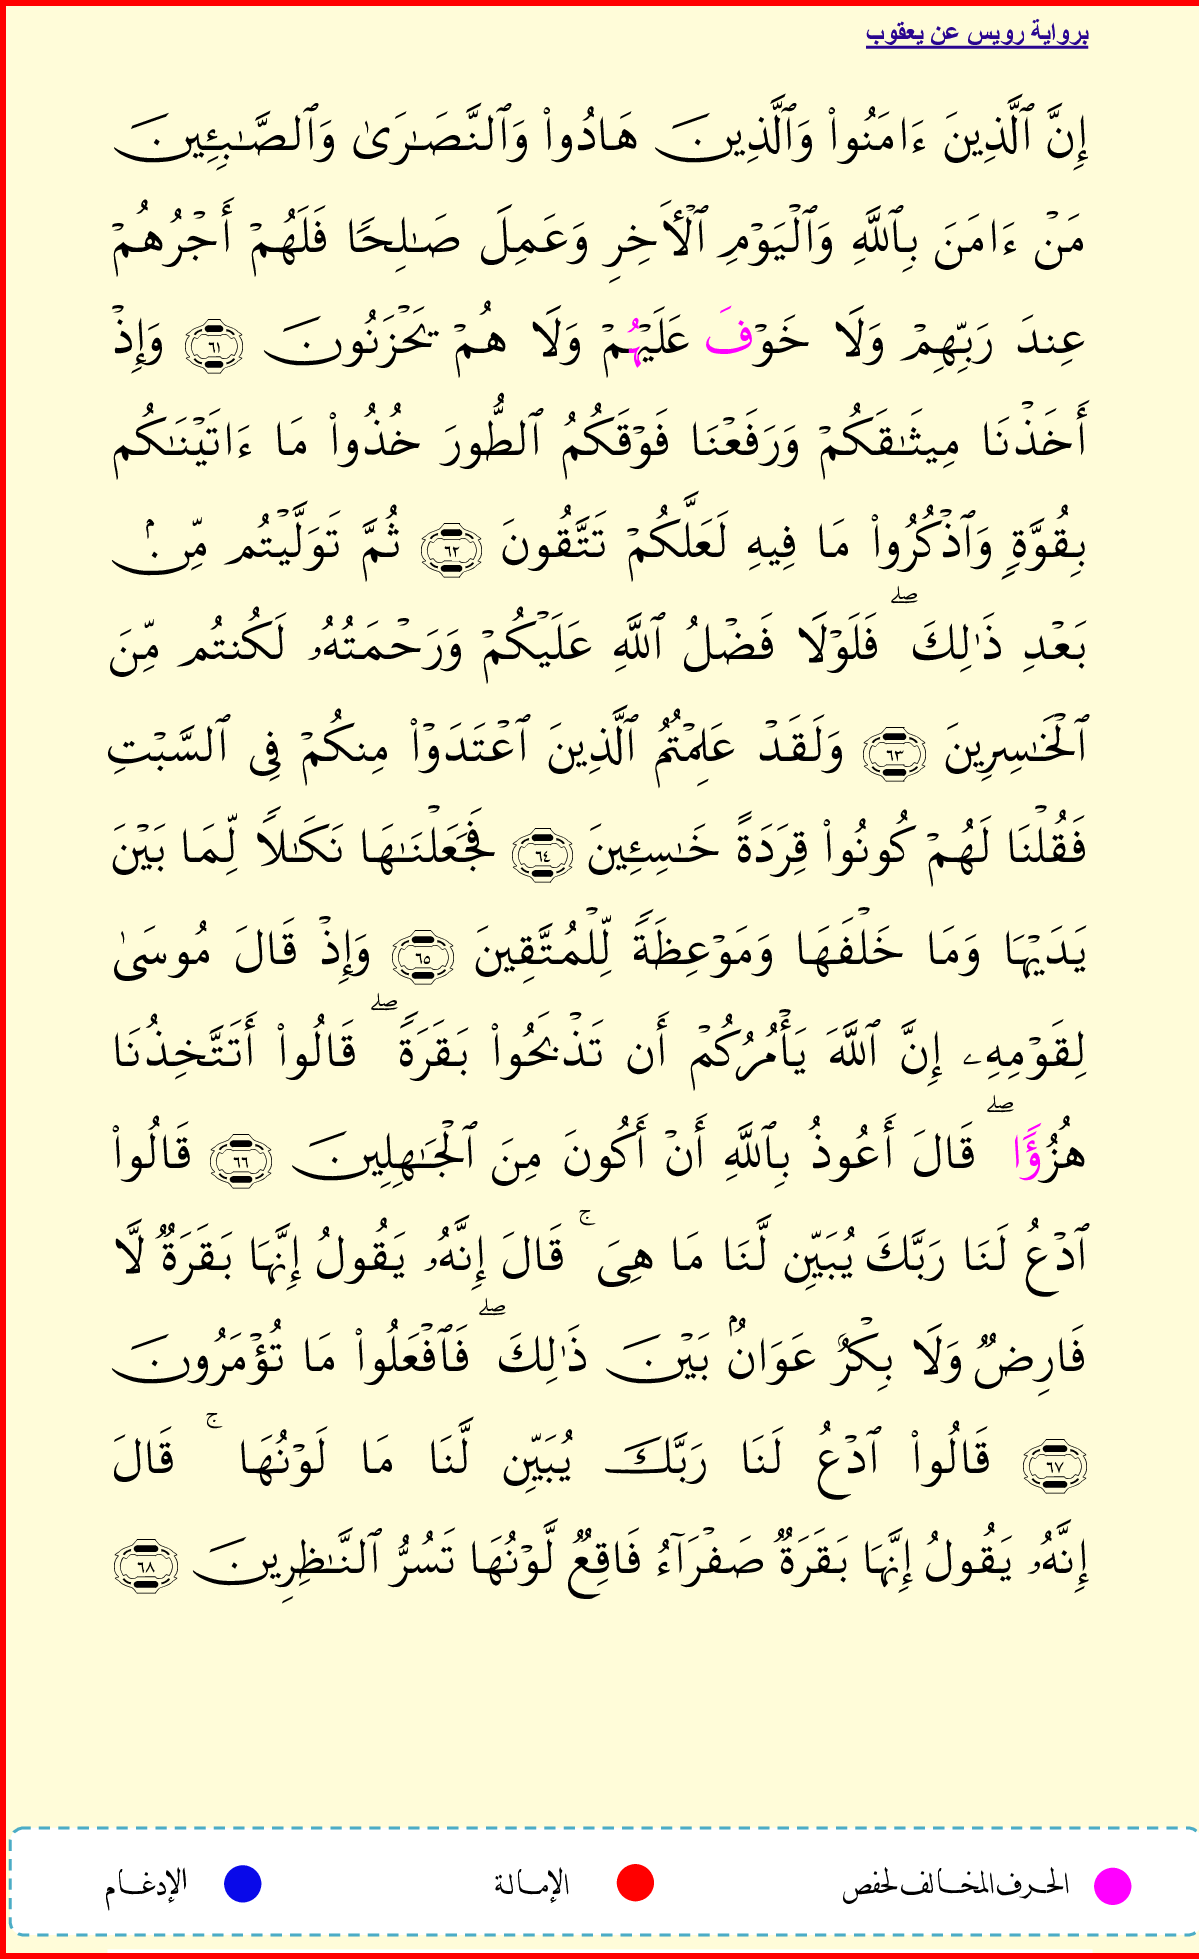 برواية رويس عن يعقوب
إِنَّ ٱلَّذِينَ ءَامَنُواْ وَٱلَّذِينَ هَادُواْ وَٱلنَّصَٰرَىٰ وَٱلصَّٰبِـِٔينَ
مَنۡ ءَامَنَ بِٱللَّهِ وَٱلۡيَوۡمِ ٱلۡأٓخِرِ وَعَمِلَ صَٰلِحٗا فَلَهُمۡ أَجۡرُهُمۡ
عِندَ رَبِّهِمۡ وَلَا خَوۡفَ عَلَيۡهُمۡ وَلَا هُمۡ يَحۡزَنُونَ ٦١ وَإِذۡ
أَخَذۡنَا مِيثَٰقَكُمۡ وَرَفَعۡنَا فَوۡقَكُمُ ٱلطُّورَ خُذُواْ مَا ءَاتَيۡنَٰكُم
بِقُوَّةٖ وَٱذۡكُرُواْ مَا فِيهِ لَعَلَّكُمۡ تَتَّقُونَ ٦٢ ثُمَّ تَوَلَّيۡتُم مِّنۢ
بَعۡدِ ذَٰلِكَۖ فَلَوۡلَا فَضۡلُ ٱللَّهِ عَلَيۡكُمۡ وَرَحۡمَتُهُۥ لَكُنتُم مِّنَ
ٱلۡخَٰسِرِينَ ٦٣ وَلَقَدۡ عَلِمۡتُمُ ٱلَّذِينَ ٱعۡتَدَوۡاْ مِنكُمۡ فِي ٱلسَّبۡتِ
فَقُلۡنَا لَهُمۡ كُونُواْ قِرَدَةً خَٰسِـِٔينَ ٦٤ فَجَعَلۡنَٰهَا نَكَٰلٗا لِّمَا بَيۡنَ
يَدَيۡهَا وَمَا خَلۡفَهَا وَمَوۡعِظَةٗ لِّلۡمُتَّقِينَ ٦٥ وَإِذۡ قَالَ مُوسَىٰ
لِقَوۡمِهِۦ إِنَّ ٱللَّهَ يَأۡمُرُكُمۡ أَن تَذۡبَحُواْ بَقَرَةٗۖ قَالُواْ أَتَتَّخِذُنَا
هُزُؤٗاۖ قَالَ أَعُوذُ بِٱللَّهِ أَنۡ أَكُونَ مِنَ ٱلۡجَٰهِلِينَ ٦٦ قَالُواْ
ٱدۡعُ لَنَا رَبَّكَ يُبَيِّن لَّنَا مَا هِيَۚ قَالَ إِنَّهُۥ يَقُولُ إِنَّهَا بَقَرَةٞ لَّا
فَارِضٞ وَلَا بِكۡرٌ عَوَانُۢ بَيۡنَ ذَٰلِكَۖ فَٱفۡعَلُواْ مَا تُؤۡمَرُونَ
٦٧ قَالُواْ ٱدۡعُ لَنَا رَبَّكَ يُبَيِّن لَّنَا مَا لَوۡنُهَاۚ قَالَ
إِنَّهُۥ يَقُولُ إِنَّهَا بَقَرَةٞ صَفۡرَآءُ فَاقِعٞ لَّوۡنُهَا تَسُرُّ ٱلنَّٰظِرِينَ ٦٨
الحرف المخالف لحفص الإمالة الإدغام